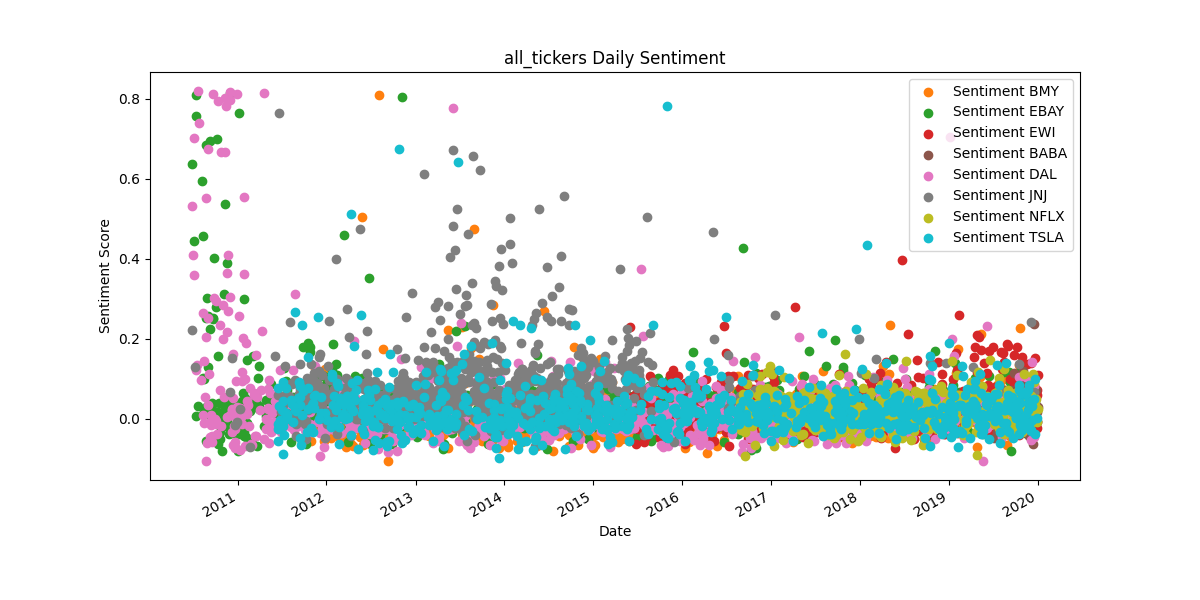 all_tickers Daily Sentiment
Sentiment Score
0.8
0.6
0.4
0.2
0.0
Sentiment BMY
Sentiment EBAY
Sentiment EWI
Sentiment BABA
Sentiment DAL
Sentiment JNJ
Sentiment NFLX
Sentiment TSLA
2011
2012
2013
2014
2015
2016
2017
2018
2019
2020
Date